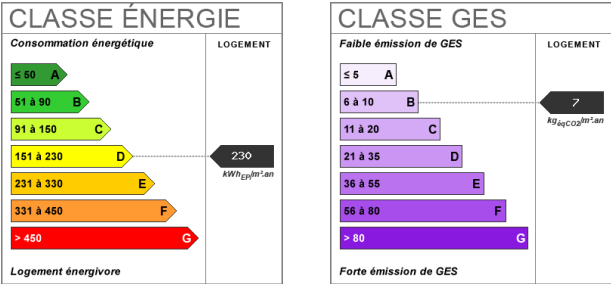 CLASSE ÉNERGIE
Consommation énergétique
LOGEMENT
≤ 50 A
51 à 90 B
91 à 150 C
151 à 230 D
230
kWhEP/m².an
231 à 330 E
331 à 450 F
> 450 G
Logement énergivore
CLASSE GES
Faible émission de GES
LOGEMENT
≤ 5 A
6 à 10 B
7
kgéqCO2/m².an
11 à 20 C
21 à 35 D
36 à 55 E
56 à 80 F
> 80 G
Forte émission de GES